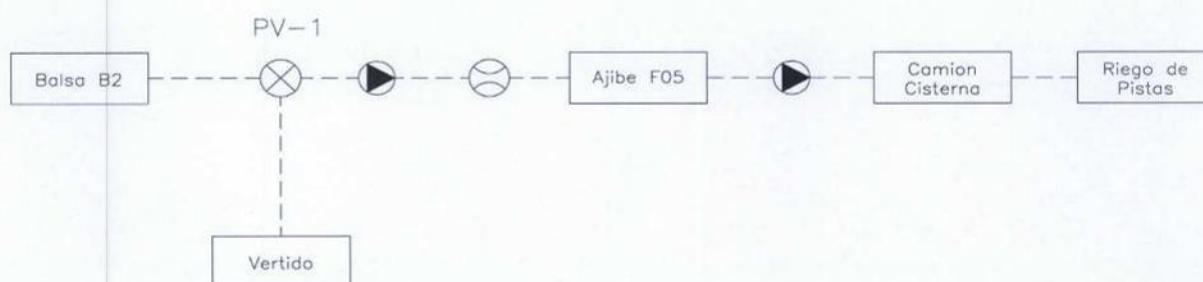 PV-1
Balsa B2
Ajibe F05
Camion
Cisterna
Riego de
Pistas
Vertido